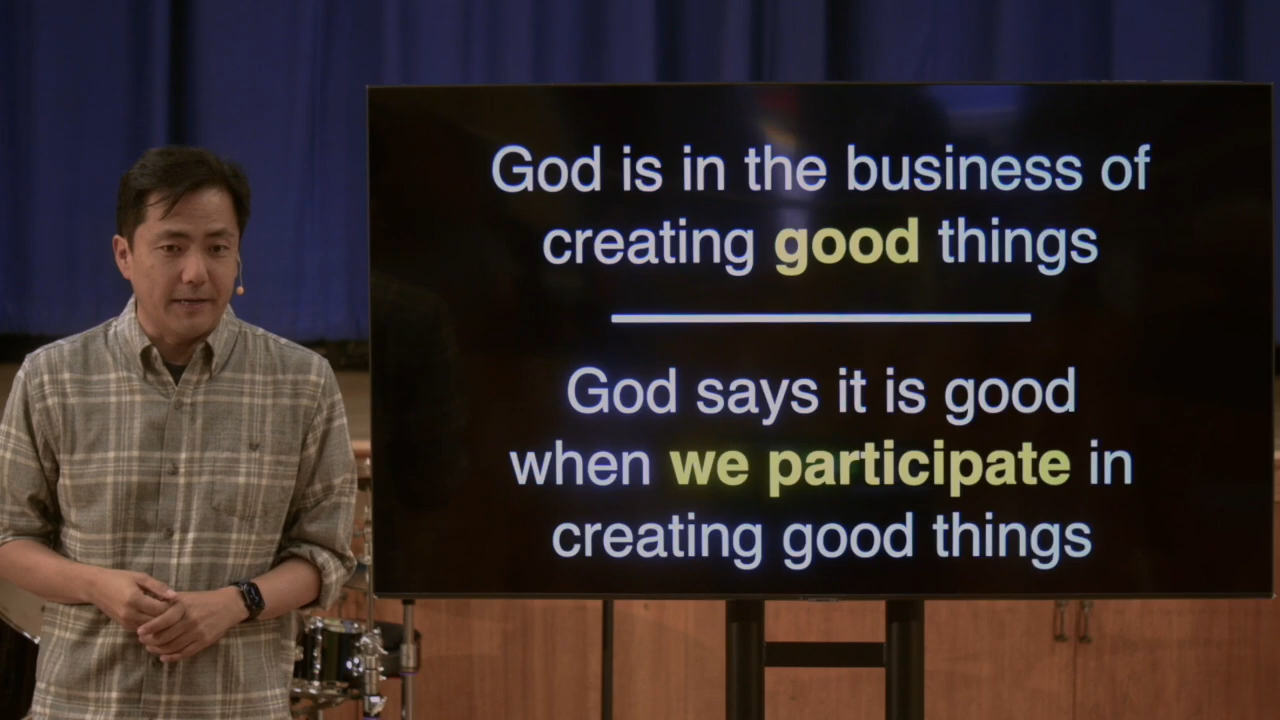 God is in the business of
creating good things
God says it is good
when we participate in
creating good things